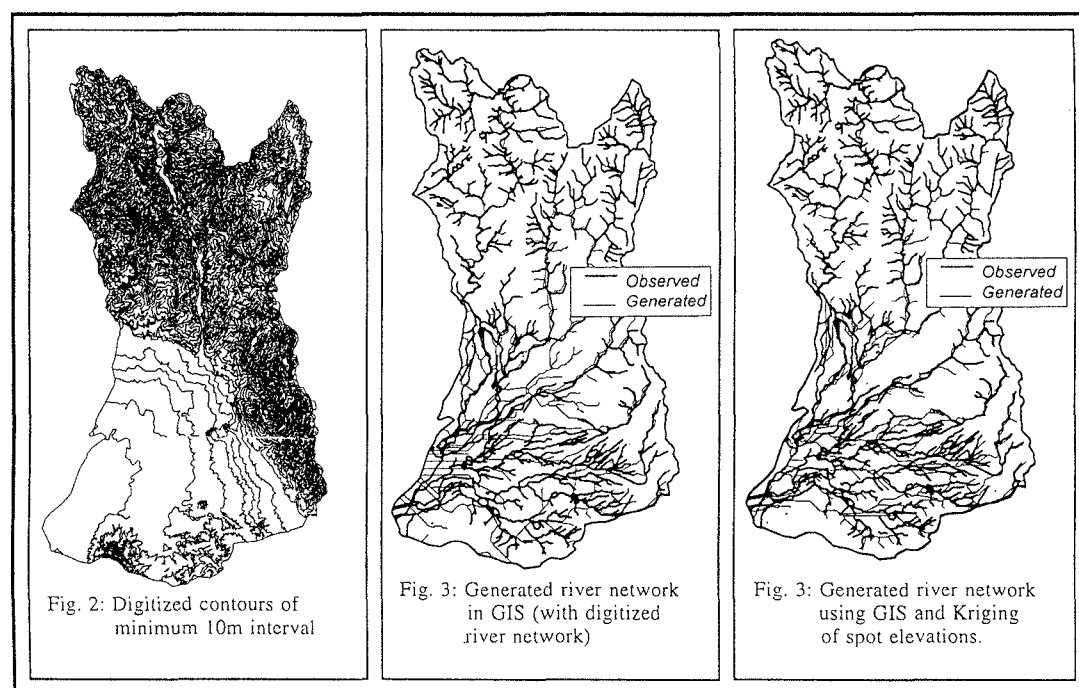 Observed
Generated
Observed
Generated
Fig. 2: Digitized contours of
minimum 10m interval
Fig. 3: Generated river network
in GIS (with digitized
river network)
Fig. 3: Generated river network
using GIS and Kriging
of spot elevations.